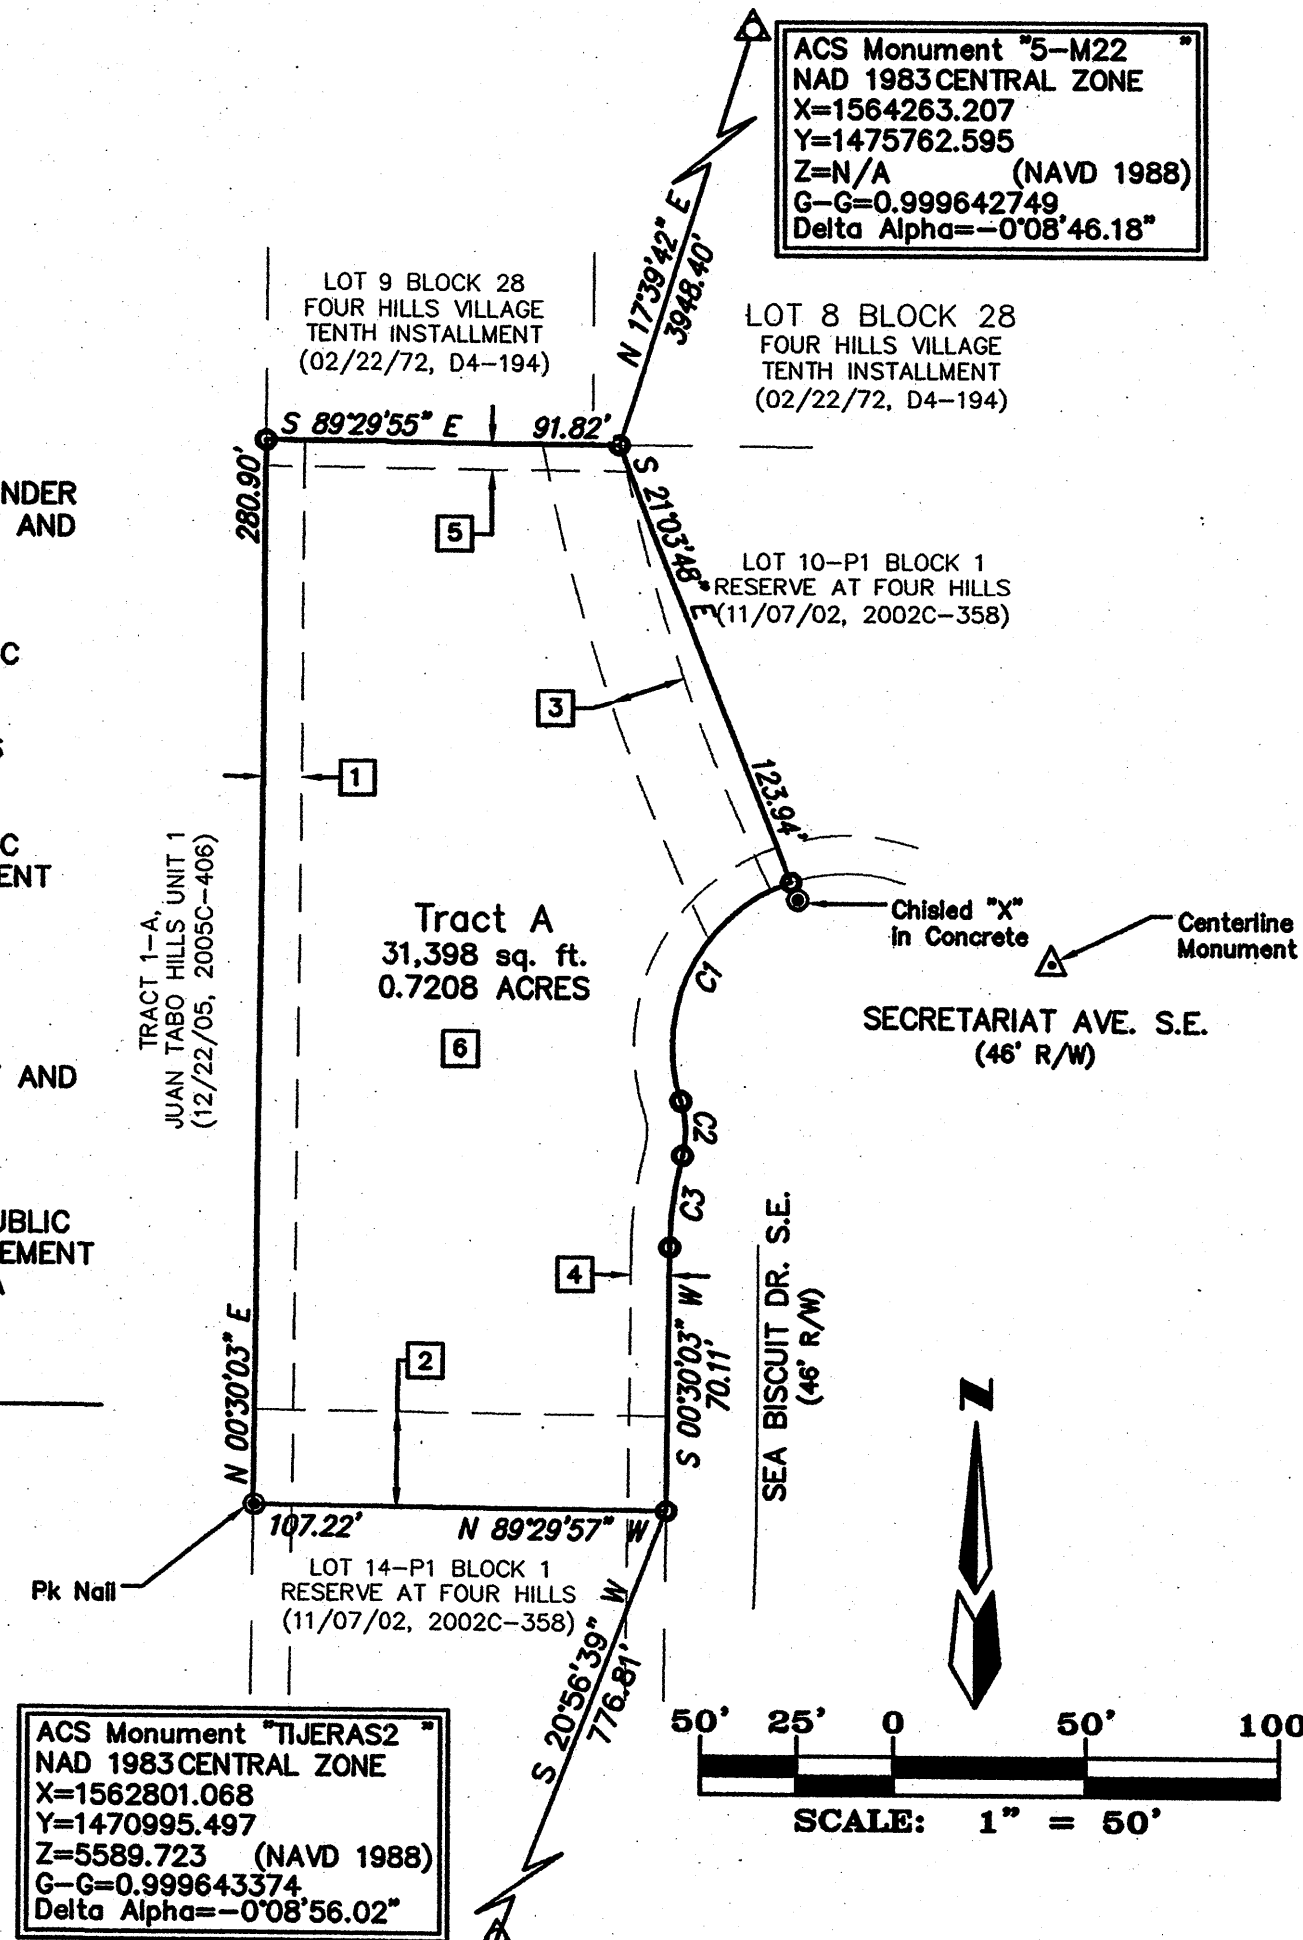 ACS Monument "5-M22 "
NAD 1983 CENTRAL ZONE
X=1564263.207
Y=1475762.595
Z=N/A (NAVD 1988)
G-G=0.999642749
Delta Alpha=-0°08'46.18"
N 17°39'42" E
3948.40'
LOT 9 BLOCK 28
FOUR HILLS VILLAGE
TENTH INSTALLMENT
(02/22/72, D4-194)
LOT 8 BLOCK 28
FOUR HILLS VILLAGE
TENTH INSTALLMENT
(02/22/72, D4-194)
S 89°29'55" E 91.82'
280.90'
NDER
AND
5
S 21°03'48" E
123.94"
LOT 10-P1 BLOCK 1
RESERVE AT FOUR HILLS
(11/07/02, 2002C-358)
C
3
S
1
C
ENT
TRACT 1-A,
JUAN TABO HILLS UNIT 1
(12/22/05, 2005C-406)
Tract A
31,398 sq. ft.
0.7208 ACRES
6
Chisled "X"
in Concrete
Centerline
Monument
C1
SECRETARIAT AVE. S.E.
(46' R/W)
AND
C2
C3
UBLIC
EMENT
A
4
SEA BISCUIT DR. S.E.
(46' R/W)
N 00°30'03" E
2
S 00°30'03" W
70.11'
N
107.22' N 89°29'57" W
Pk Nail
LOT 14-P1 BLOCK 1
RESERVE AT FOUR HILLS
(11/07/02, 2002C-358)
S 20°56'39" W
776.81'
ACS Monument "TIJERAS2 "
NAD 1983 CENTRAL ZONE
X=1562801.068
Y=1470995.497
Z=5589.723 (NAVD 1988)
G-G=0.999643374
Delta Alpha=-0°08'56.02"
50' 25' 0 50' 100
SCALE: 1" = 50'